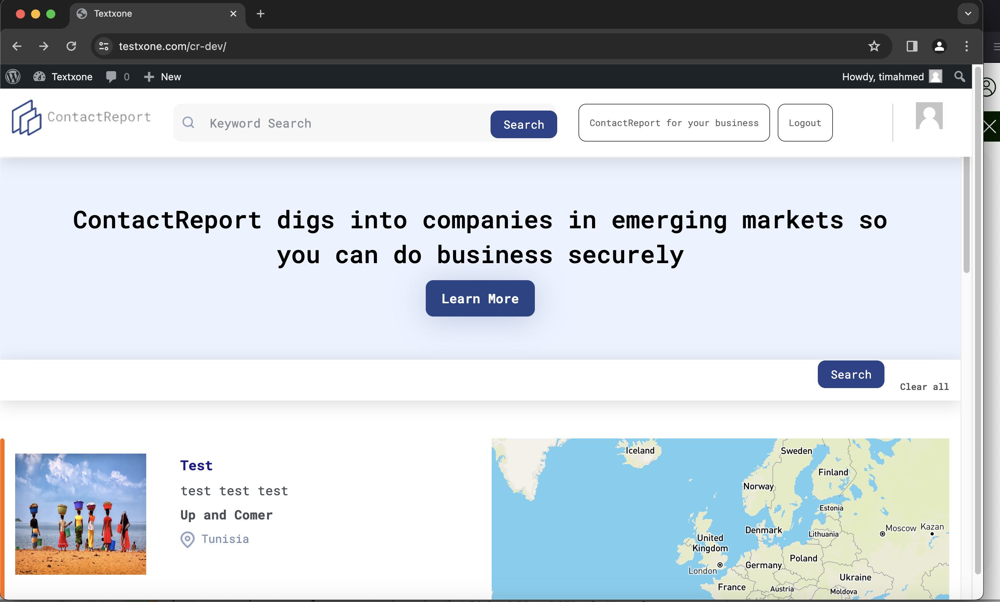 Textxone
testxone.com/cr-dev/
Textxone 0 New Howdy, timahmed
ContactReport Keyword Search Search ContactReport for your business Logout
ContactReport digs into companies in emerging markets so
you can do business securely
Learn More
Search
Clear all
Test
test test test
Up and Comer
Tunisia
Iceland
Sweden
Finland
Norway
Estonia
Moscow
Kazan
Denmark
Lithuania
United
Kingdom
Poland
Germany
London
Ukraine
France
Austria
Moldova